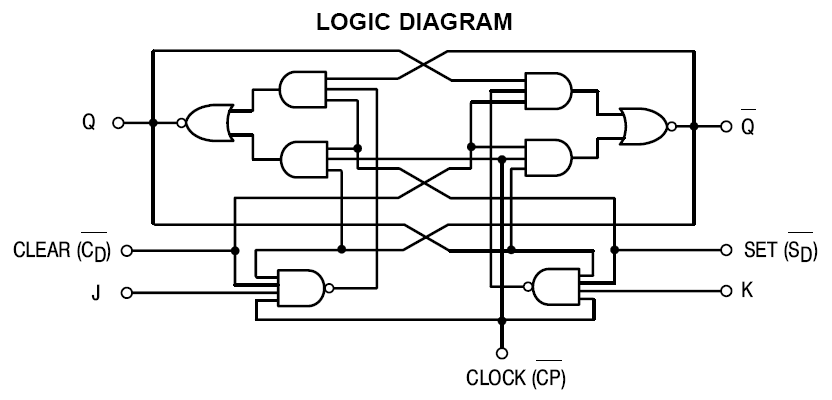 LOGIC DIAGRAM
Q
Q̅
CLEAR (C̅D̅)
SET (S̅D̅)
J
K
CLOCK (C̅P̅)